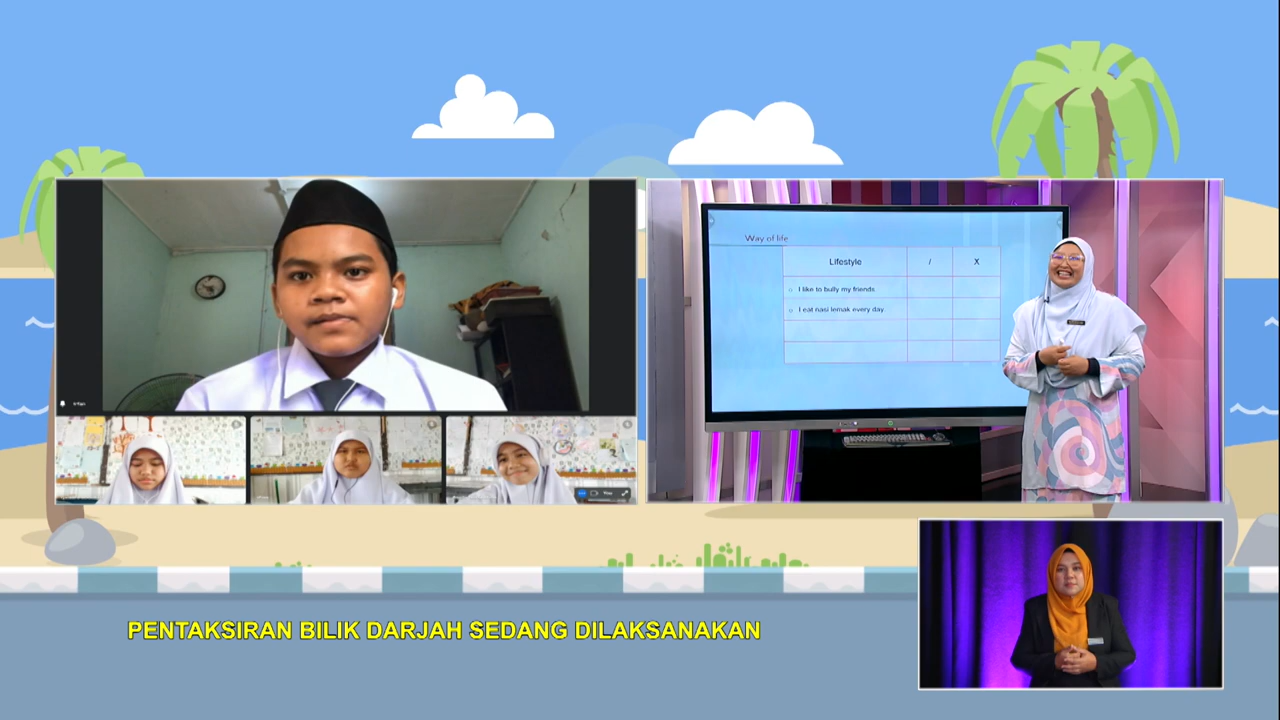 Way of life
Lifestyle / X
I like to bully my friends.
I eat nasi lemak every day.
PENTAKSIRAN BILIK DARJAH SEDANG DILAKSANAKAN